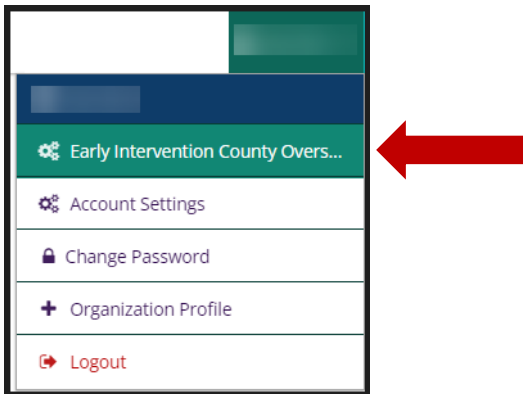 Early Intervention County Overs...
Account Settings
Change Password
Organization Profile
Logout